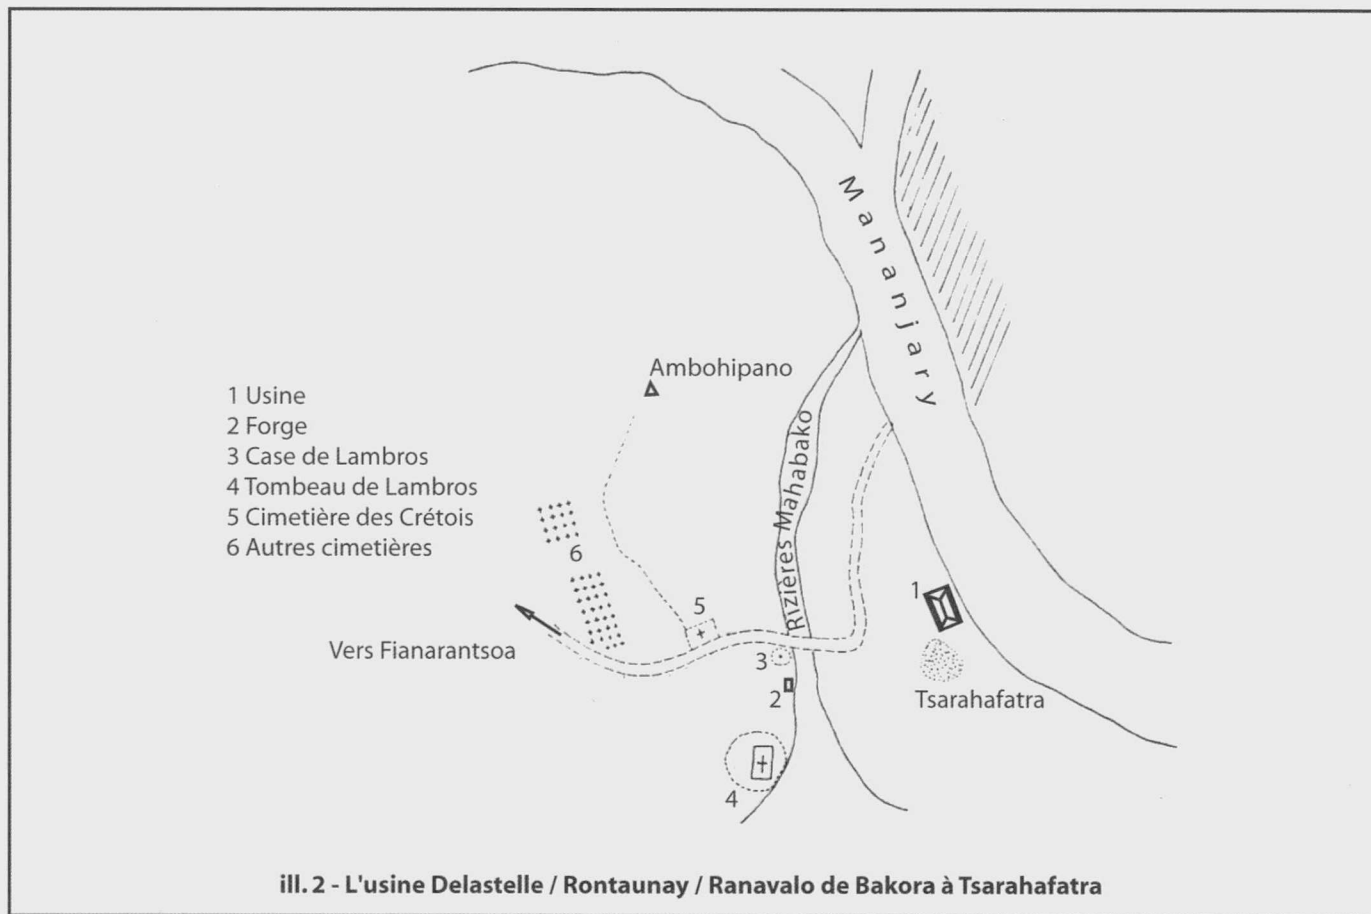 Mananjary
Ambohipano
1 Usine
2 Forge
3 Case de Lambros
4 Tombeau de Lambros
5 Cimetière des Crétois
6 Autres cimetières
Rizières Mahabako
6
1
5
Vers Fianarantsoa
3
2
Tsarahafatra
4
ill. 2 - L'usine Delastelle / Rontaunay / Ranavalo de Bakora à Tsarahafatra